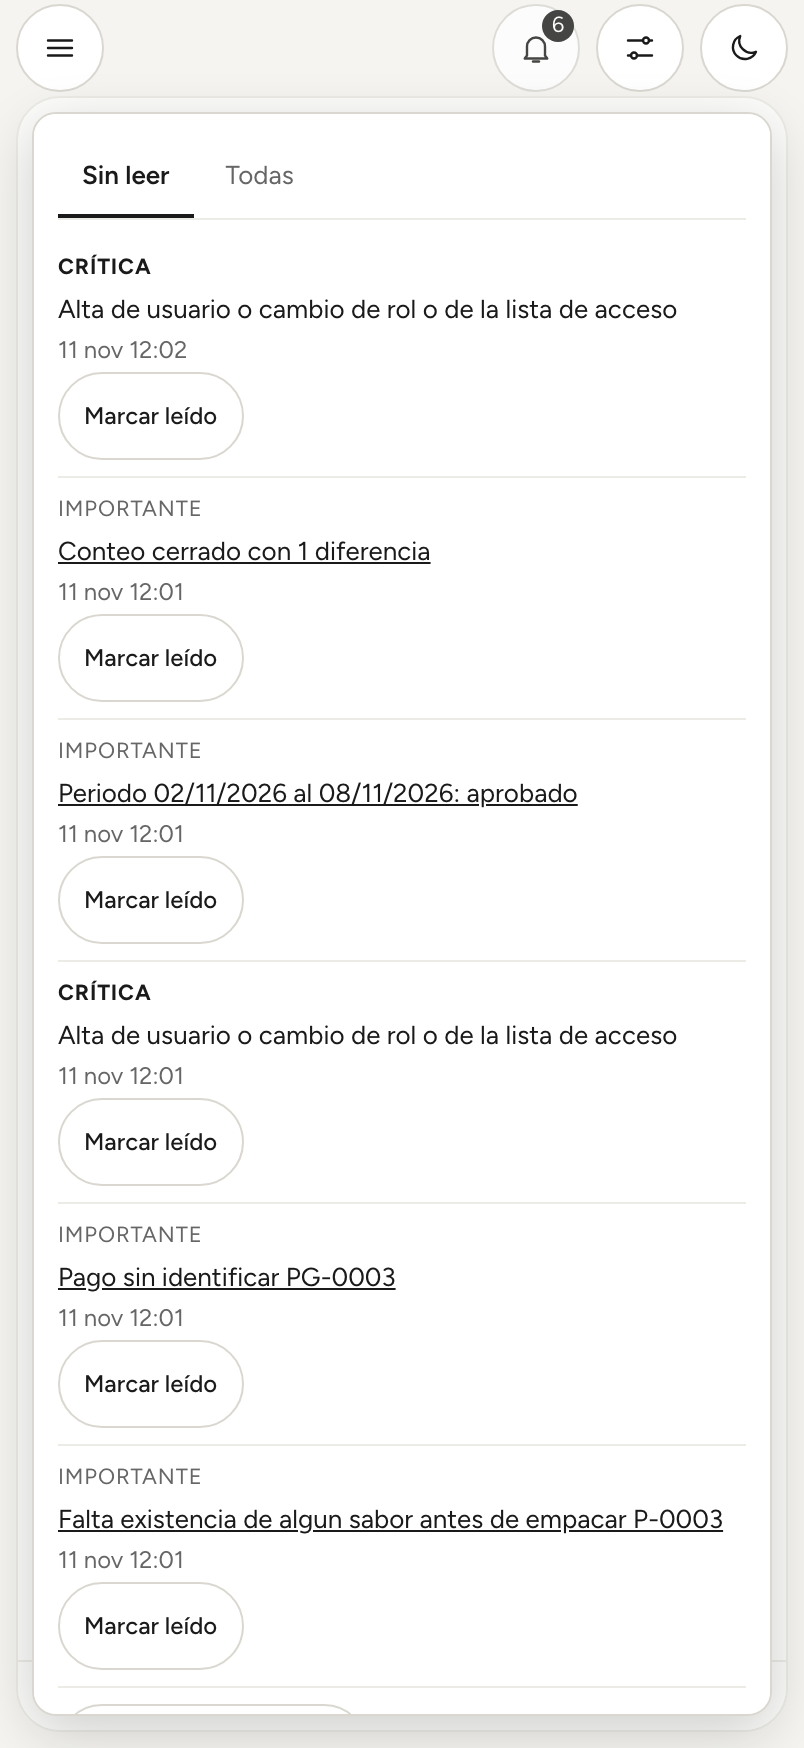 6
Sin leer Todas
CRÍTICA
Alta de usuario o cambio de rol o de la lista de acceso
11 nov 12:02
Marcar leído
IMPORTANTE
Conteo cerrado con 1 diferencia
11 nov 12:01
Marcar leído
IMPORTANTE
Periodo 02/11/2026 al 08/11/2026: aprobado
11 nov 12:01
Marcar leído
CRÍTICA
Alta de usuario o cambio de rol o de la lista de acceso
11 nov 12:01
Marcar leído
IMPORTANTE
Pago sin identificar PG-0003
11 nov 12:01
Marcar leído
IMPORTANTE
Falta existencia de algun sabor antes de empacar P-0003
11 nov 12:01
Marcar leído